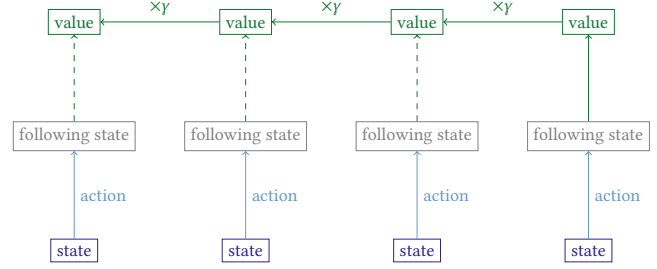 ×γ ×γ ×γ
value value value value
following state following state following state following state
action action action action
state state state state